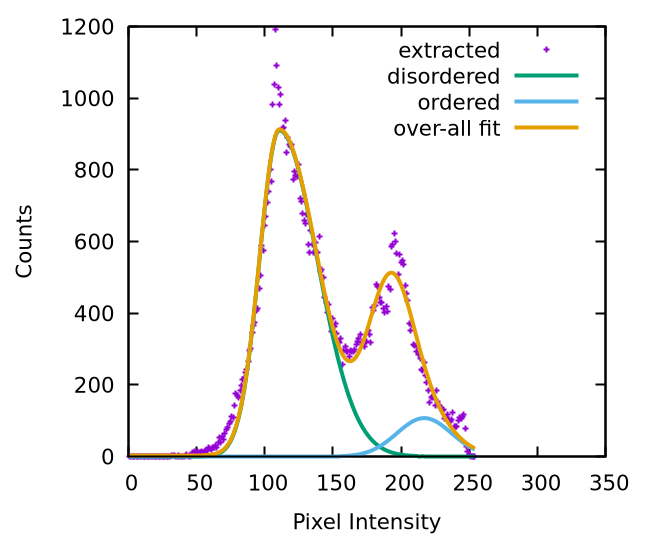 1200
1000
800
600
400
200
0
Counts
extracted
disordered
ordered
over-all fit
0 50 100 150 200 250 300 350
Pixel Intensity